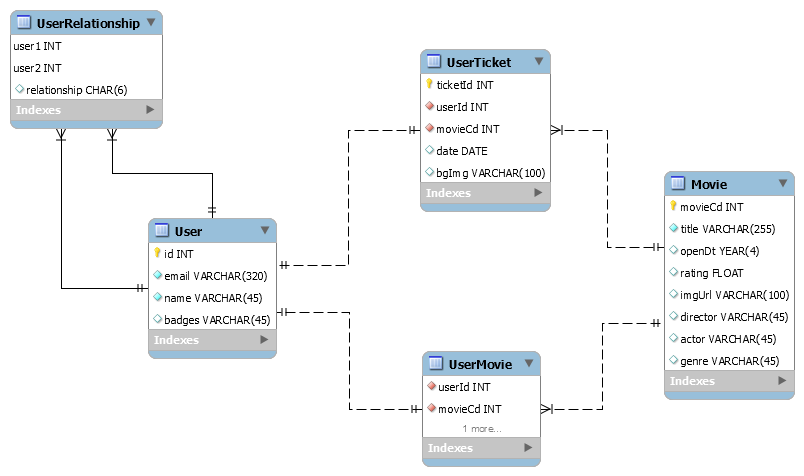 UserRelationship
user1 INT
user2 INT
relationship CHAR(6)
Indexes
UserTicket
ticketId INT
userId INT
movieCd INT
date DATE
bgImg VARCHAR(100)
Indexes
Movie
movieCd INT
title VARCHAR(255)
openDt YEAR(4)
rating FLOAT
imgUrl VARCHAR(100)
director VARCHAR(45)
actor VARCHAR(45)
genre VARCHAR(45)
Indexes
User
id INT
email VARCHAR(320)
name VARCHAR(45)
badges VARCHAR(45)
Indexes
UserMovie
userId INT
movieCd INT
1 more...
Indexes